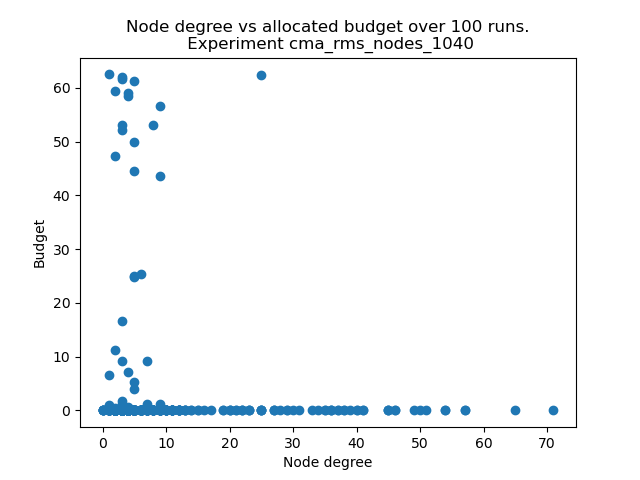 Node degree vs allocated budget over 100 runs.
Experiment cma_rms_nodes_1040
60
50
40
30
20
10
0
Budget
0 10 20 30 40 50 60 70
Node degree